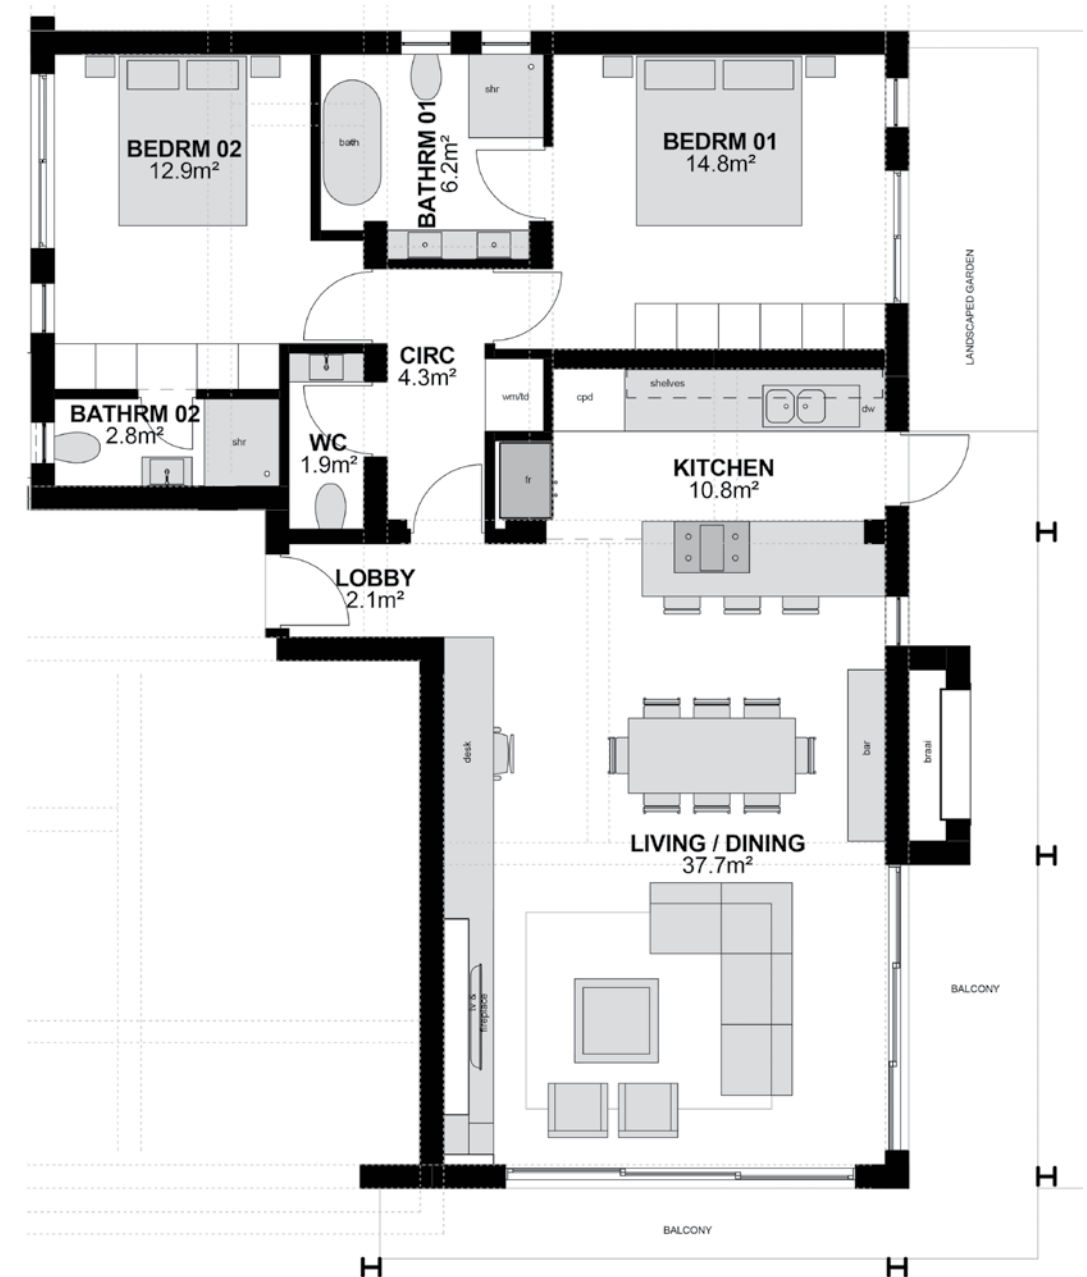 shr
bath
BATHRM 01
6.2m²
BEDRM 02
12.9m²
BEDRM 01
14.8m²
LANDSCAPED GARDEN
CIRC
4.3m²
wm/td
cpd
shelves
dw
BATHRM 02
2.8m²
shr
WC
1.9m²
fr
KITCHEN
10.8m²
LOBBY
2.1m²
desk
bar
braai
LIVING / DINING
37.7m²
tv &
fireplace
BALCONY
BALCONY